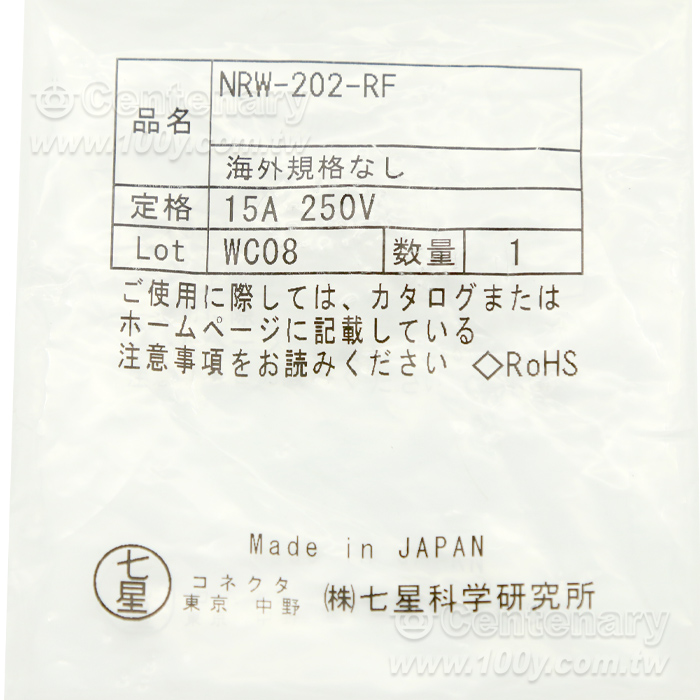 Centenary
www.100y.com.tw
品名 NRW-202-RF
海外規格なし
定格 15A 250V
Lot WC08 数量 1
ご使用に際しては、カタログまたは
ホームページに記載している
注意事項をお読みください ◇RoHS
Made in JAPAN
七星 コネクタ
東京 中野 ㈱七星科学研究所
Centenary
www.100y.com.tw